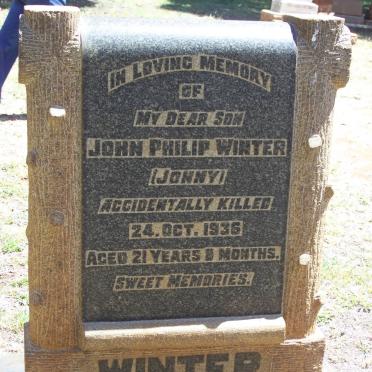 IN LOVING MEMORY
OF
MY DEAR SON
JOHN PHILIP WINTER
(JONNY)
ACCIDENTALLY KILLED
24. OCT. 1936
AGED 21 YEARS 8 MONTHS.
SWEET MEMORIES.
WINTER